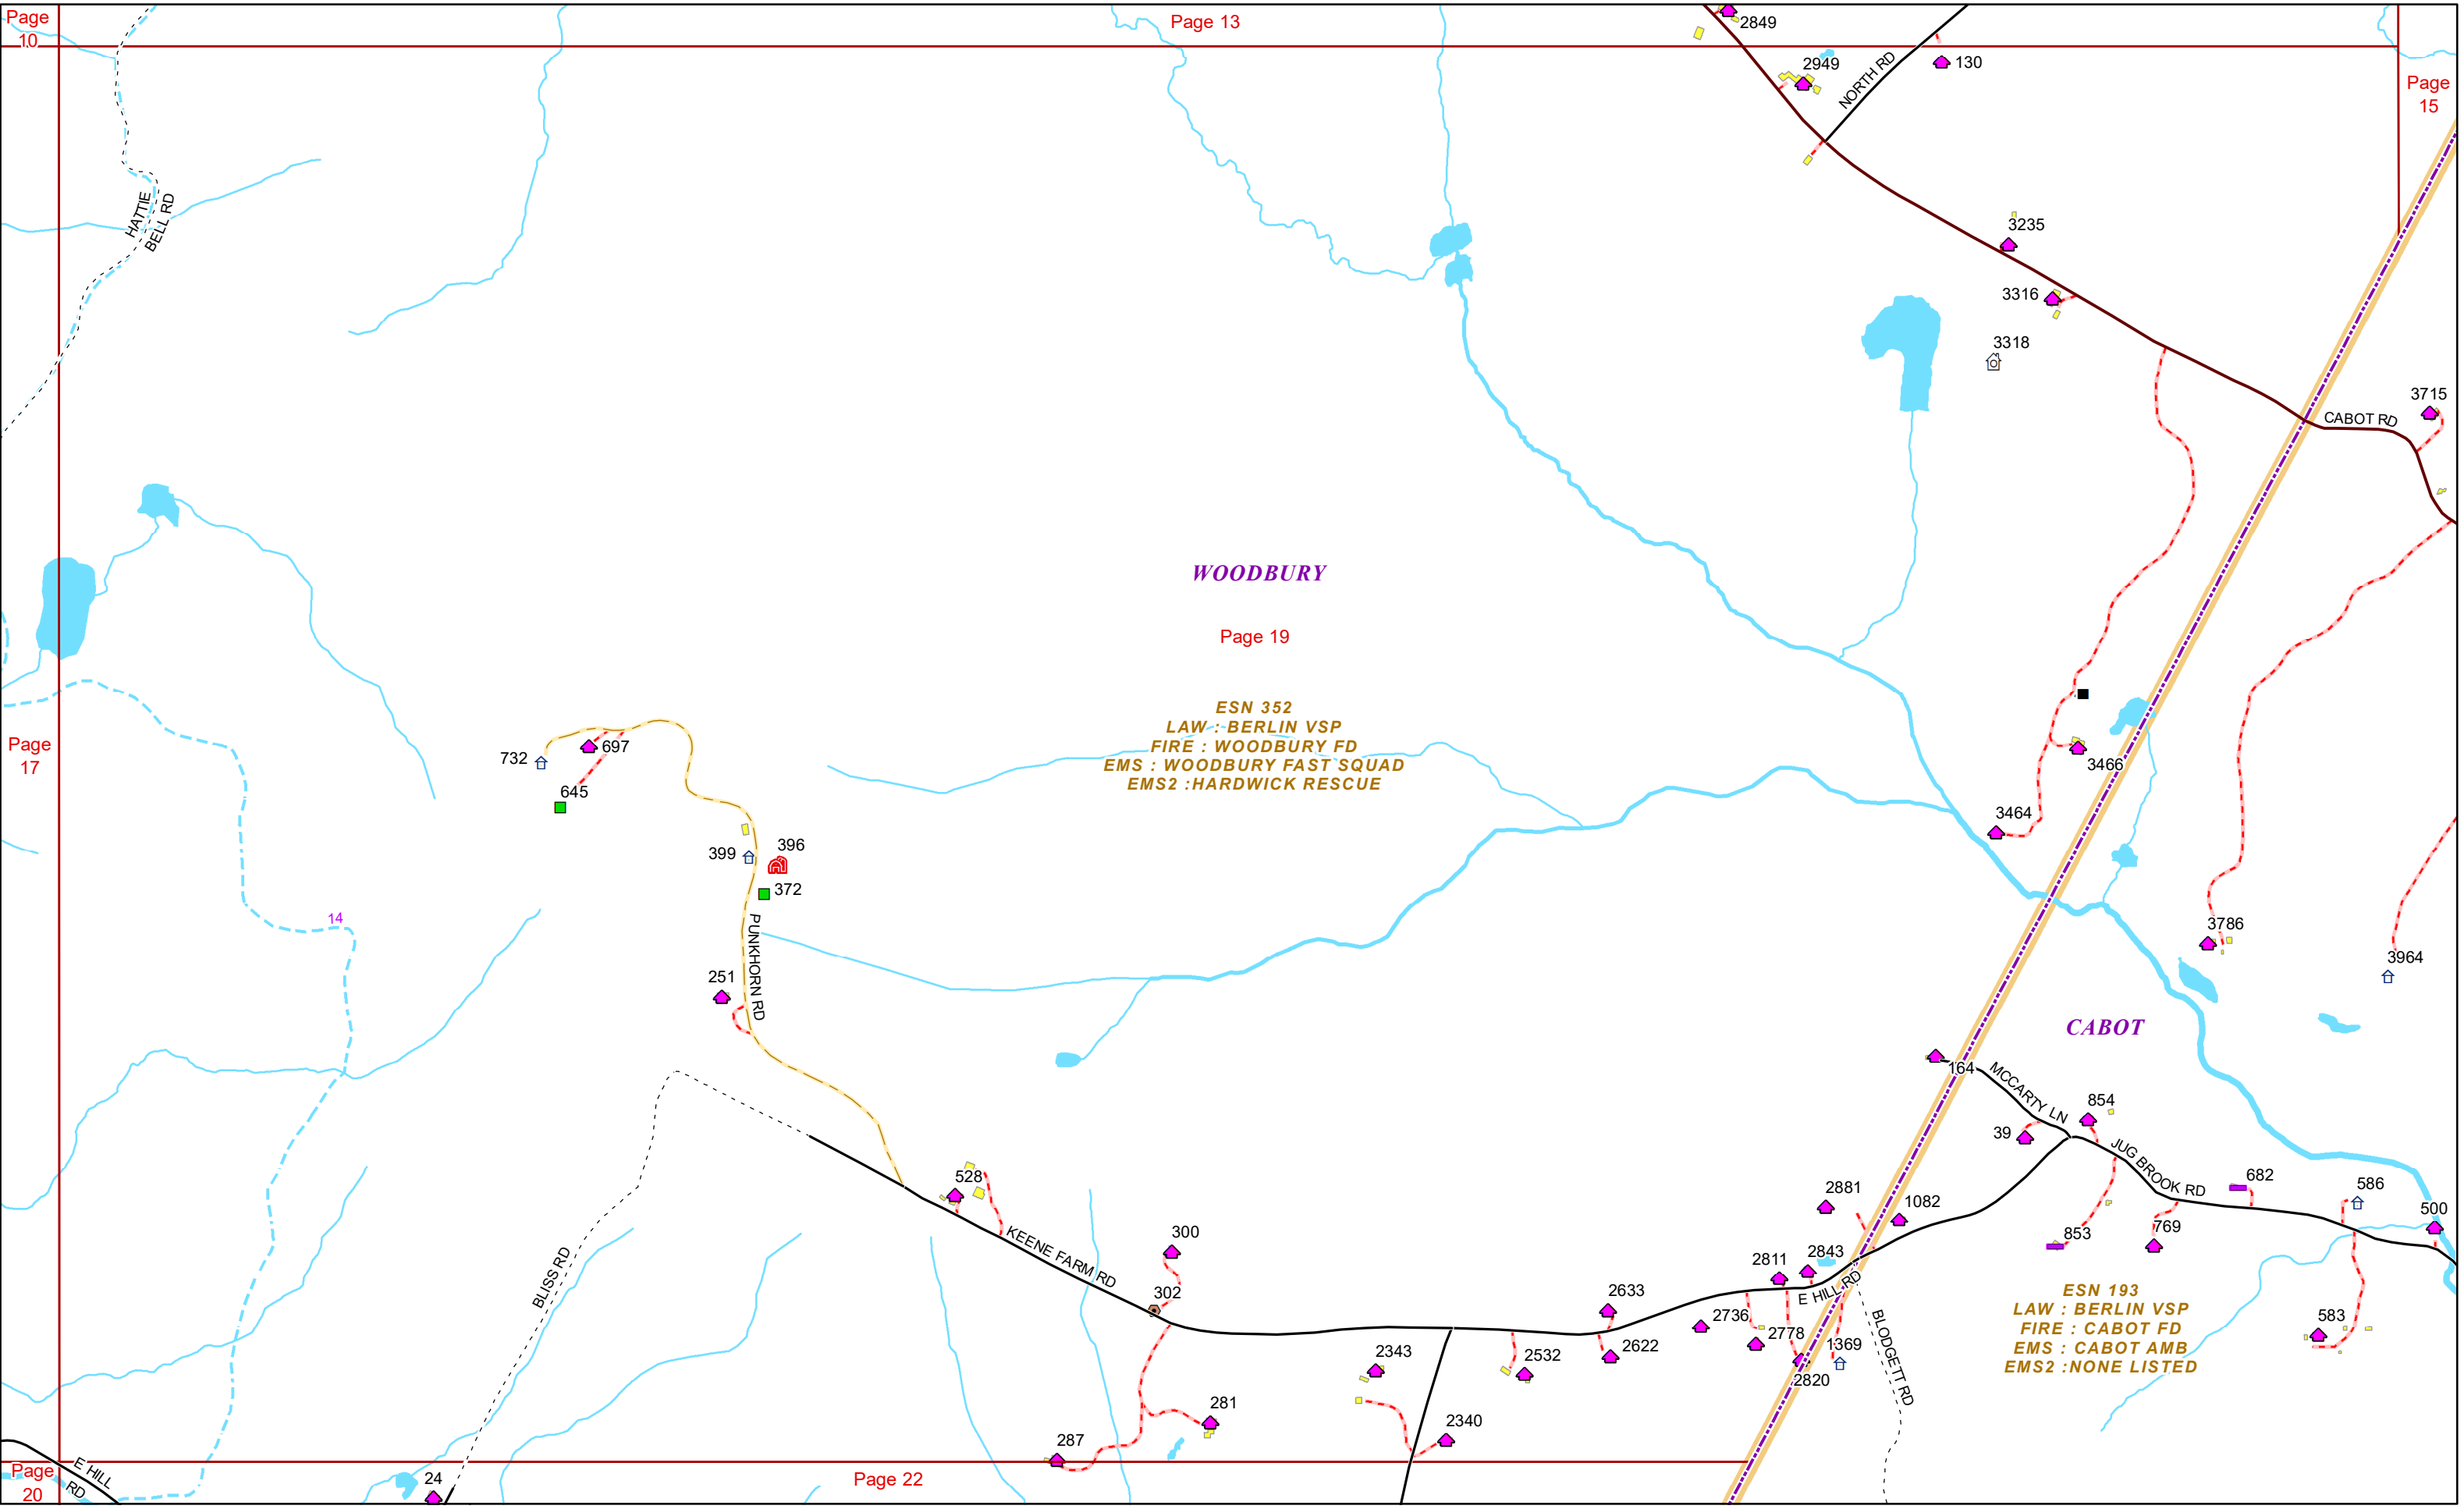 Page
10
Page 13
2849
2949
NORTH RD
130
Page
15
HATTIE
BELL RD
3235
3316
3318
3715
CABOT RD
WOODBURY
Page 19
ESN 352
LAW : BERLIN VSP
FIRE : WOODBURY FD
EMS : WOODBURY FAST SQUAD
EMS2 :HARDWICK RESCUE
Page
17
732
697
645
399
396
372
3466
3464
14
PUNKHORN RD
251
3786
3964
CABOT
164
MCCARTY LN
854
39
JUG BROOK RD
528
682
586
500
2881
1082
853
769
KEENE FARM RD
300
302
BLISS RD
2811
2843
2633
E HILL RD
2736
2778
2622
1369
2820
BLODGETT RD
ESN 193
LAW : BERLIN VSP
FIRE : CABOT FD
EMS : CABOT AMB
EMS2 :NONE LISTED
583
2343
2532
281
2340
287
Page
20
E HILL
RD
24
Page 22